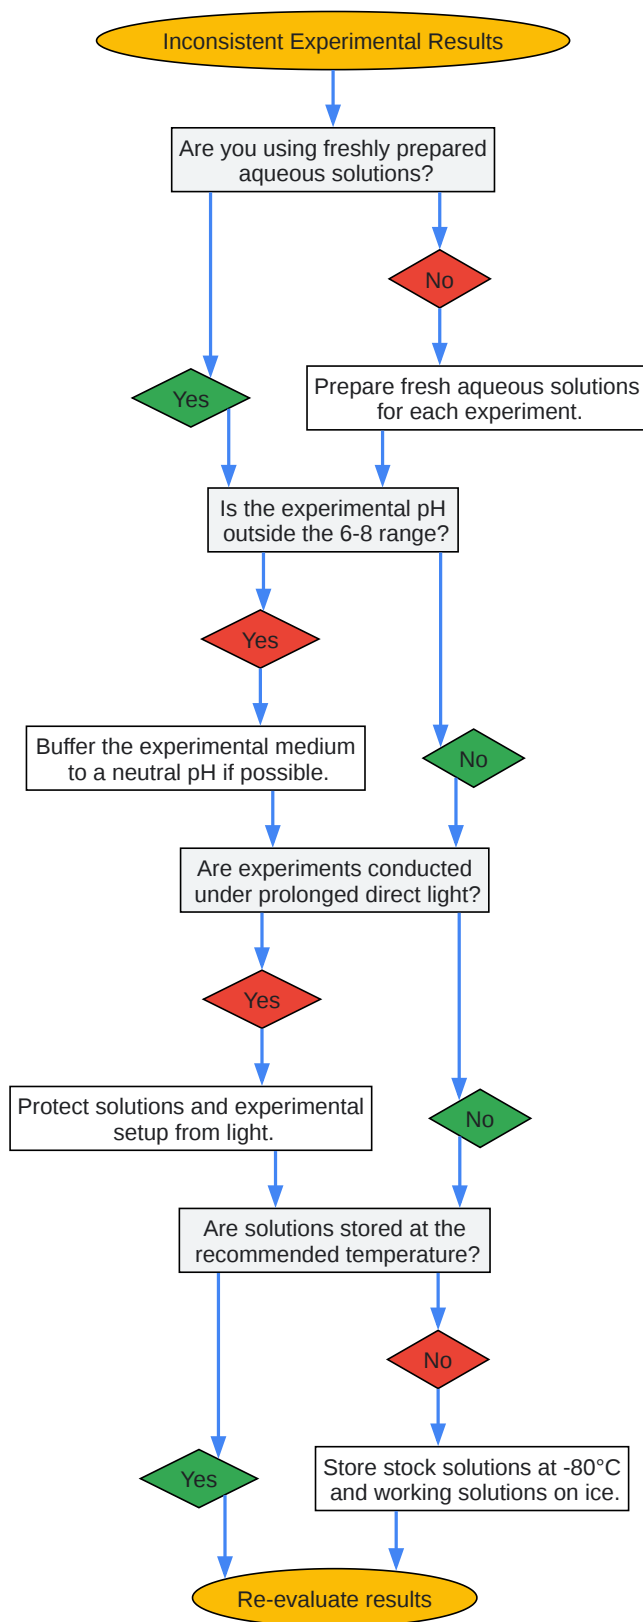 Inconsistent Experimental Results
Are you using freshly prepared
aqueous solutions?
No
Yes
Prepare fresh aqueous solutions
for each experiment.
Is the experimental pH
outside the 6-8 range?
Yes
Buffer the experimental medium
to a neutral pH if possible.
No
Are experiments conducted
under prolonged direct light?
Yes
Protect solutions and experimental
setup from light.
No
Are solutions stored at the
recommended temperature?
No
Yes
Store stock solutions at -80°C
and working solutions on ice.
Re-evaluate results